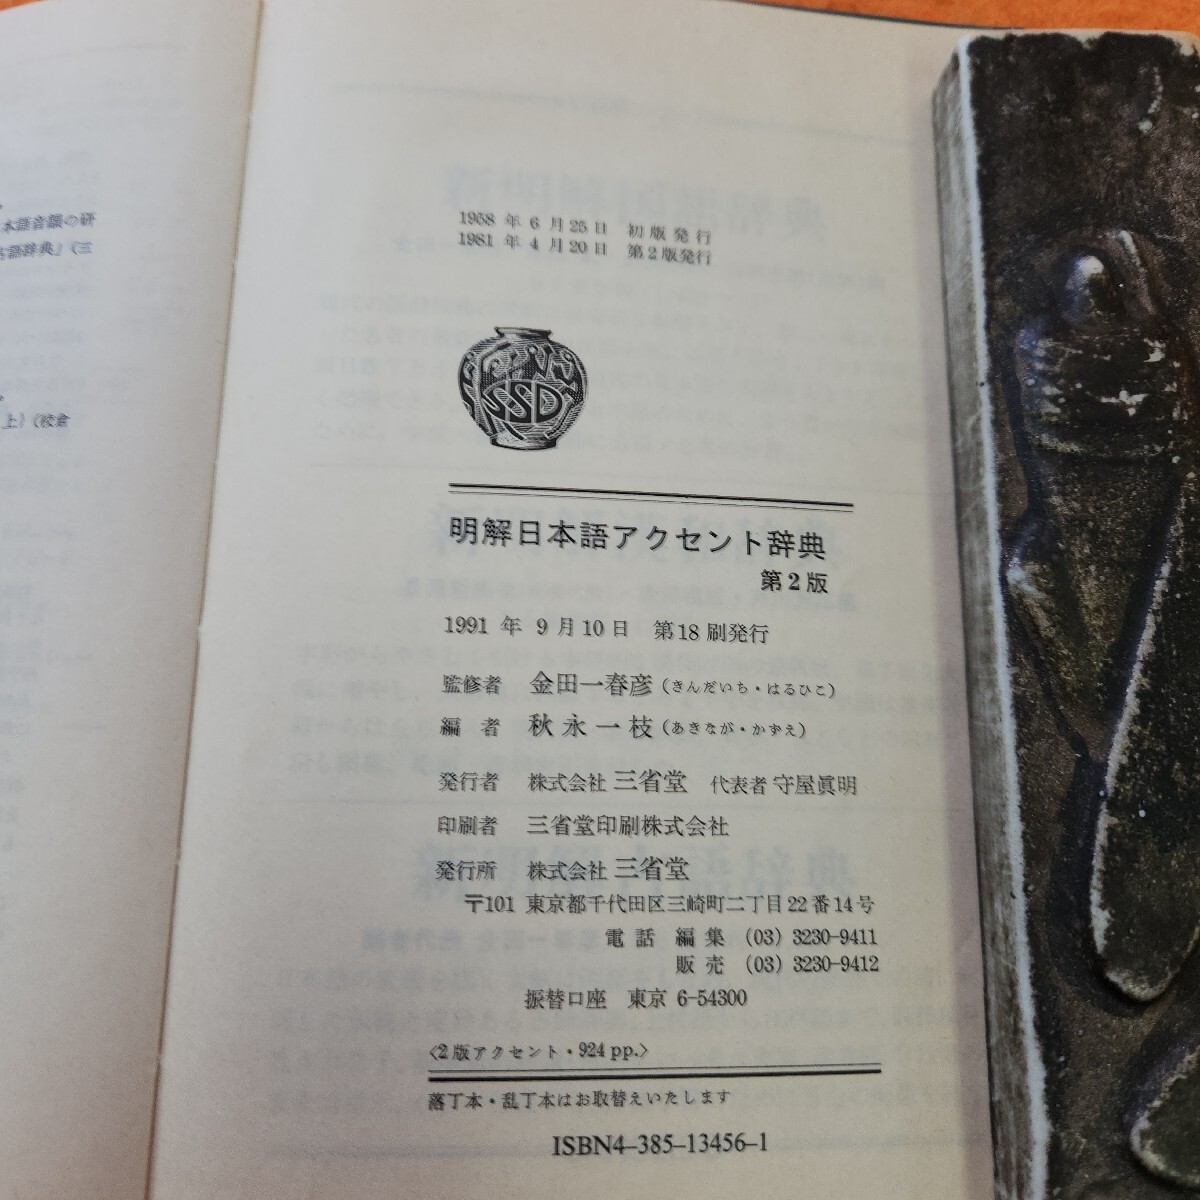 本語音韻の研
古語辞典』(三
上)(校倉
1958年6月25日 初版発行
1981年4月20日 第2版発行
SSD
明解日本語アクセント辞典
第2版
1991年9月10日 第18刷発行
監修者 金田一春彦(きんだいち・はるひこ)
編者 秋永一枝(あきなが・かずえ)
発行者 株式会社 三省堂 代表者 守屋眞明
印刷者 三省堂印刷株式会社
発行所 株式会社 三省堂
〒101 東京都千代田区三崎町二丁目22番14号
電話 編集 (03) 3230-9411
販売 (03) 3230-9412
振替口座 東京 6-54300
〈2版アクセント・924 pp.〉
落丁本・乱丁本はお取替えいたします
ISBN4-385-13456-1